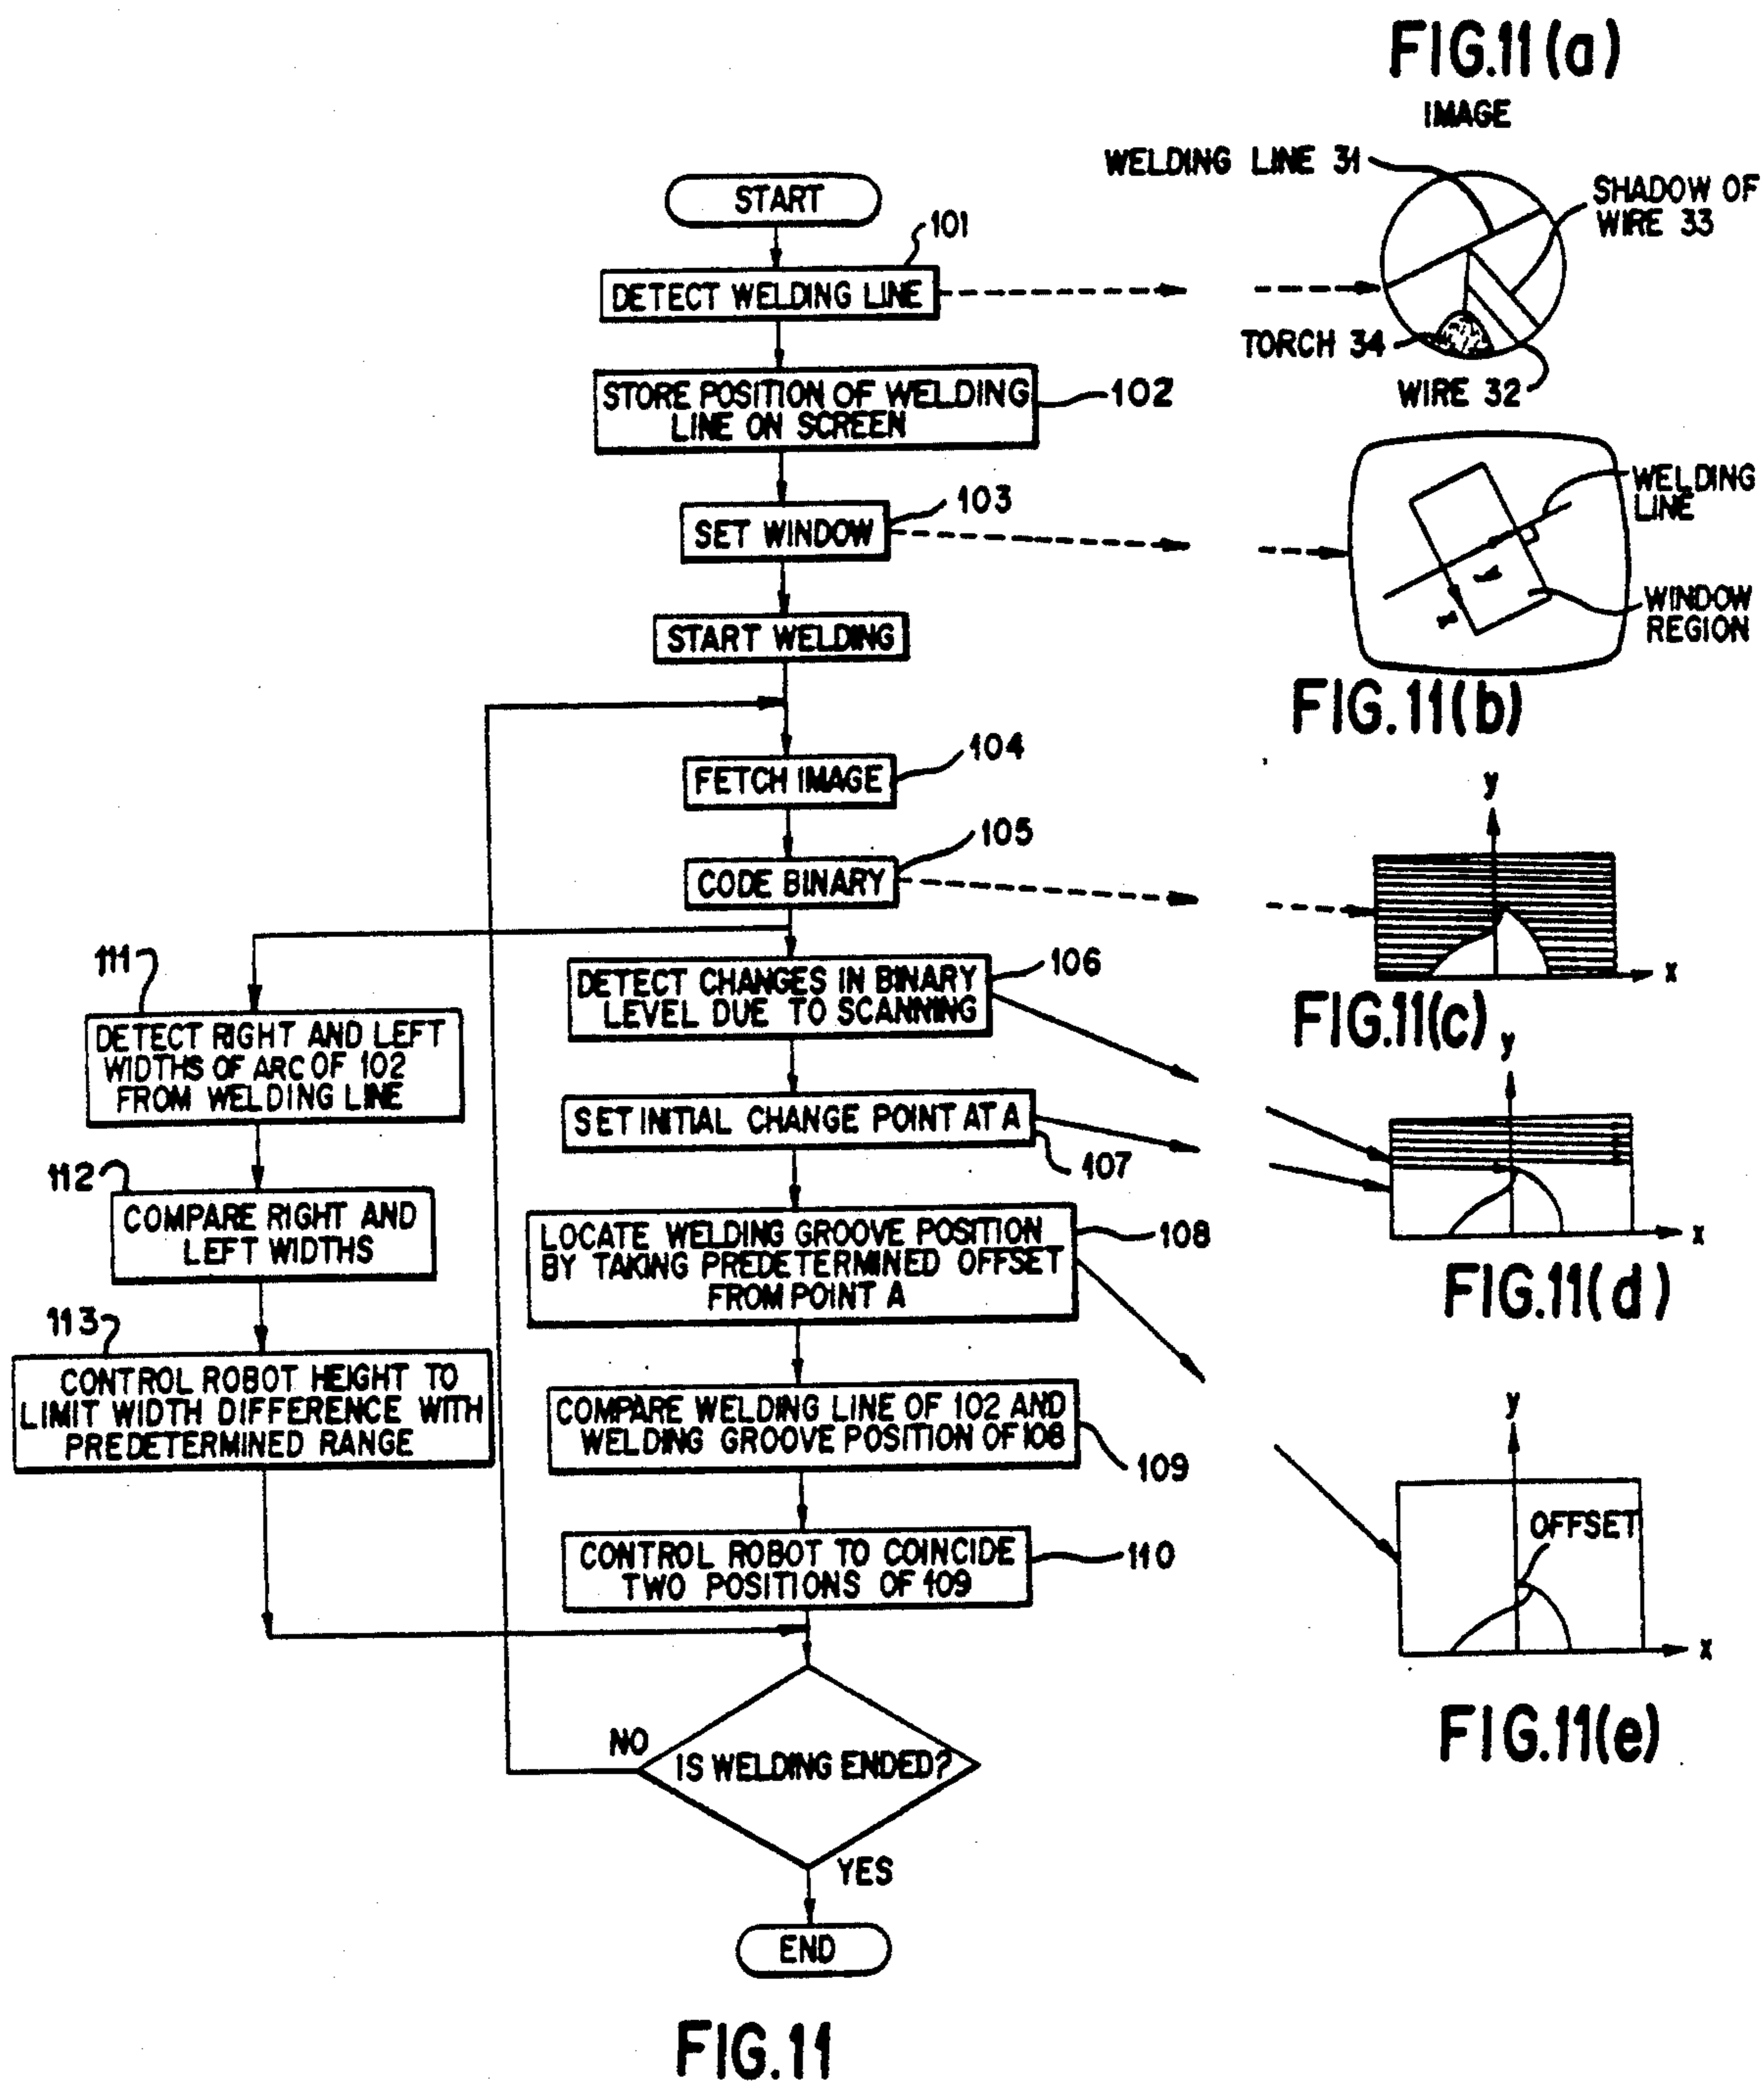 FIG.11(a)
IMAGE
WELDING LINE 31
SHADOW OF
WIRE 33
TORCH 34
WIRE 32
START
101
DETECT WELDING LINE
STORE POSITION OF WELDING
LINE ON SCREEN
102
103
SET WINDOW
WELDING
LINE
Y
X
WINDOW
REGION
FIG.11(b)
START WELDING
104
FETCH IMAGE
105
CODE BINARY
y
x
FIG.11(c)
106
DETECT CHANGES IN BINARY
LEVEL DUE TO SCANNING
111
DETECT RIGHT AND LEFT
WIDTHS OF ARC OF 102
FROM WELDING LINE
SET INITIAL CHANGE POINT AT A
107
y
x
FIG.11(d)
112
COMPARE RIGHT AND
LEFT WIDTHS
LOCATE WELDING GROOVE POSITION
BY TAKING PREDETERMINED OFFSET
FROM POINT A
108
113
CONTROL ROBOT HEIGHT TO
LIMIT WIDTH DIFFERENCE WITH
PREDETERMINED RANGE
COMPARE WELDING LINE OF 102 AND
WELDING GROOVE POSITION OF 108
109
y
OFFSET
x
FIG.11(e)
CONTROL ROBOT TO COINCIDE
TWO POSITIONS OF 109
110
NO
IS WELDING ENDED?
YES
END
FIG.11